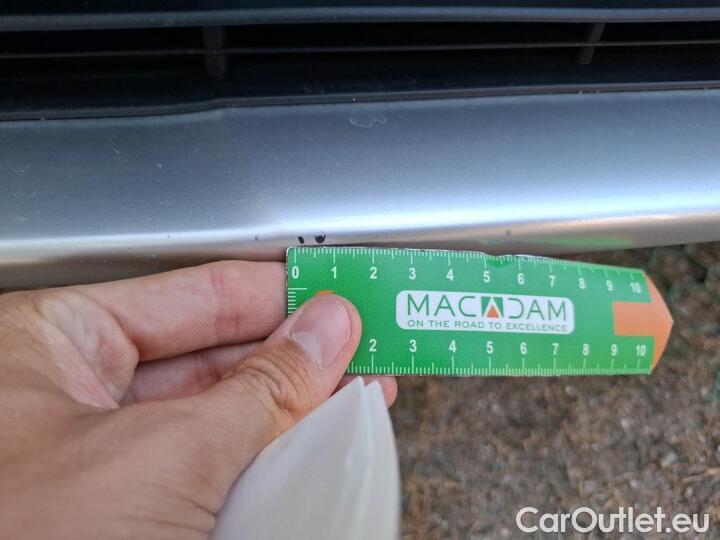 0 1 2 3 4 5 6 7 8 9 10
MACADAM
ON THE ROAD TO EXCELLENCE
2 3 4 5 6 7 8 9 10
CarOutlet.eu